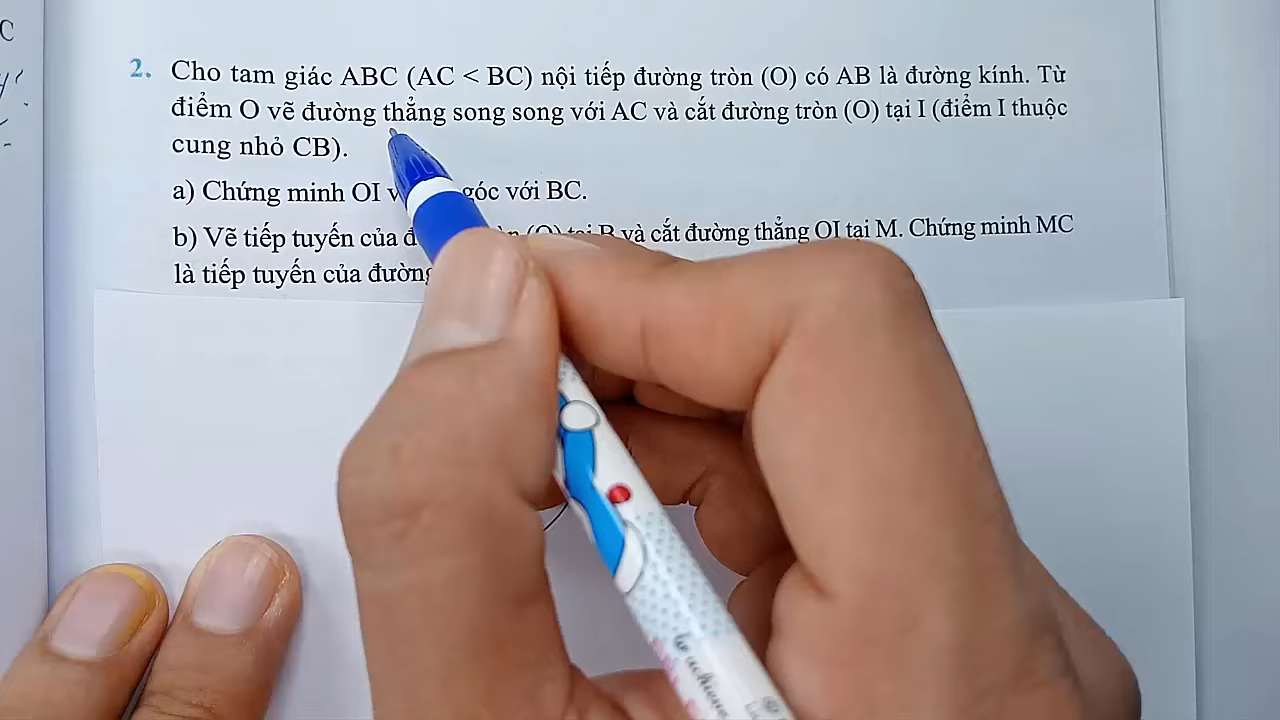 C
2. Cho tam giác ABC (AC < BC) nội tiếp đường tròn (O) có AB là đường kính. Từ
điểm O vẽ đường thẳng song song với AC và cắt đường tròn (O) tại I (điểm I thuộc
cung nhỏ CB).
a) Chứng minh OI góc với BC.
b) Vẽ tiếp tuyến của (O) tại B và cắt đường thẳng OI tại M. Chứng minh MC
là tiếp tuyến của đường